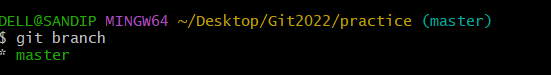 DELL@SANDIP MINGW64 ~/Desktop/Git2022/practice (master)
$ git branch
* master